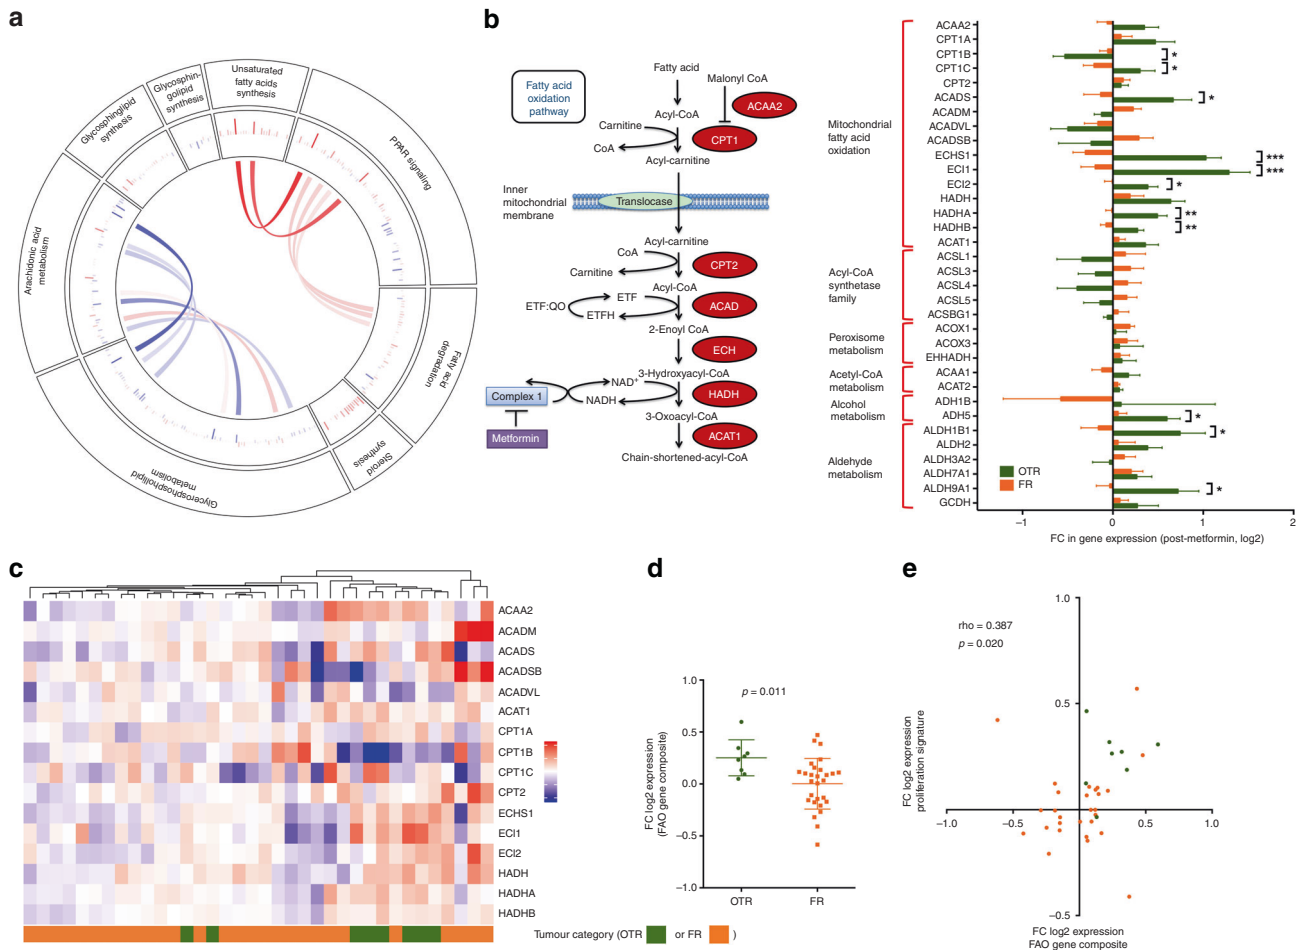 a
Unsaturated
fatty acids
synthesis
PPAR signaling
Fatty acid
degradation
Steroid
synthesis
Glycerophospholipid
metabolism
Arachidonic acid
metabolism
Glycosphinglipid
synthesis
Glycosphin-
golipid
synthesis
b
Fatty acid
oxidation
pathway
Fatty acid
Malonyl CoA
ACAA2
Acyl-CoA
Carnitine
CPT1
CoA
Acyl-carnitine
Inner
mitochondrial
membrane
Translocase
Acyl-carnitine
CoA
CPT2
Carnitine
Acyl-CoA
ETF:QO
ETF
ACAD
ETFH
2-Enoyl CoA
ECH
3-Hydroxyacyl-CoA
NAD+
Complex 1
NADH
HADH
3-Oxoacyl-CoA
Metformin
ACAT1
Chain-shortened-acyl-CoA
Mitochondrial
fatty acid
oxidation
Acyl-CoA
synthetase
family
Peroxisome
metabolism
Acetyl-CoA
metabolism
Alcohol
metabolism
Aldehyde
metabolism
ACAA2
CPT1A
CPT1B *
CPT1C *
CPT2
ACADS *
ACADM
ACADVL
ACADSB
ECHS1 ***
ECI1 ***
ECI2 *
HADH
HADHA **
HADHB **
ACAT1
ACSL1
ACSL3
ACSL4
ACSL5
ACSBG1
ACOX1
ACOX3
EHHADH
ACAA1
ACAT2
ADH1B
ADH5 *
ALDH1B1 *
ALDH2
ALDH3A2
ALDH7A1
ALDH9A1 *
GCDH
OTR
FR
−1 0 1 2
FC in gene expression (post-metformin, log2)
c
ACAA2
ACADM
ACADS
ACADSB
ACADVL
ACAT1
CPT1A
CPT1B
CPT1C
CPT2
ECHS1
ECI1
ECI2
HADH
HADHA
HADHB
Tumour category (OTR or FR )
d
FC log2 expression
(FAO gene composite)
1.0
0.5
0.0
−0.5
−1.0
p = 0.011
OTR FR
e
FC log2 expression
proliferation signature
rho = 0.387
p = 0.020
1.0
0.5
−0.5
−1.0 −0.5 0.5 1.0
FC log2 expression
FAO gene composite